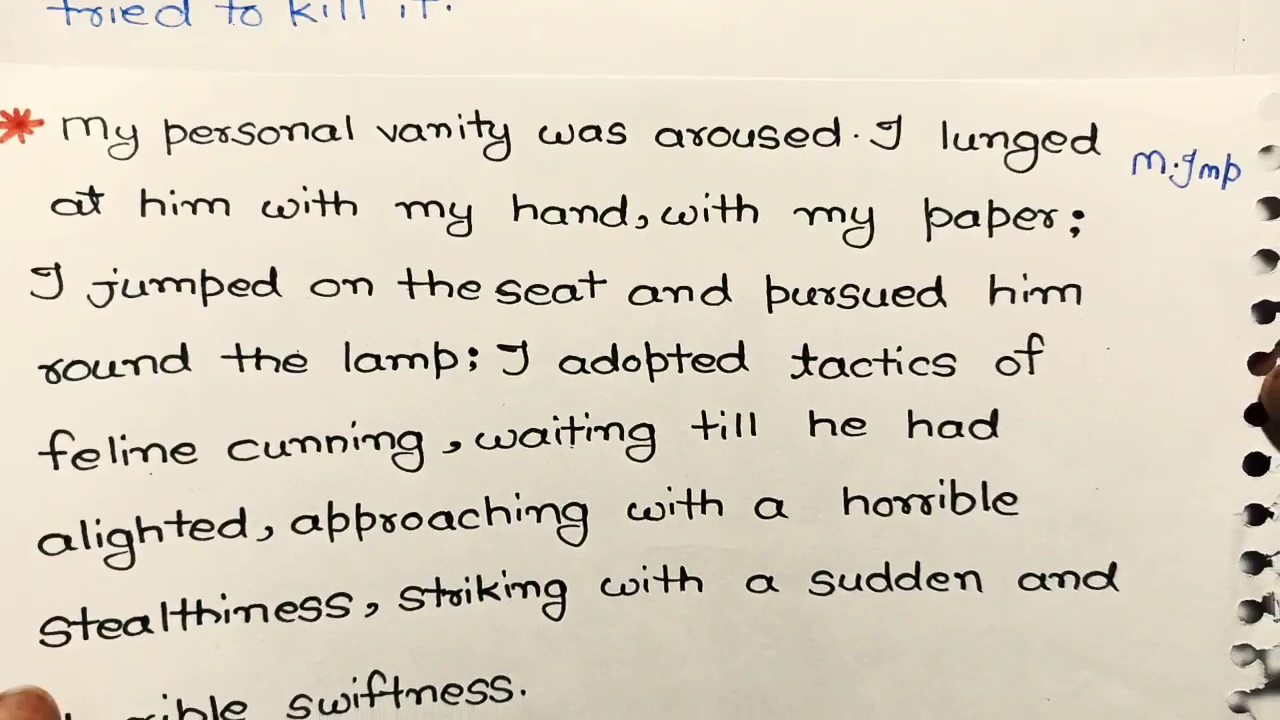 tried to kill it.
* My personal vanity was aroused. I lunged
at him with my hand, with my paper;
I jumped on the seat and pursued him
round the lamp; I adopted tactics of
feline cunning, waiting till he had
alighted, approaching with a horrible
stealthiness, striking with a sudden and
swiftness.
M.Imp